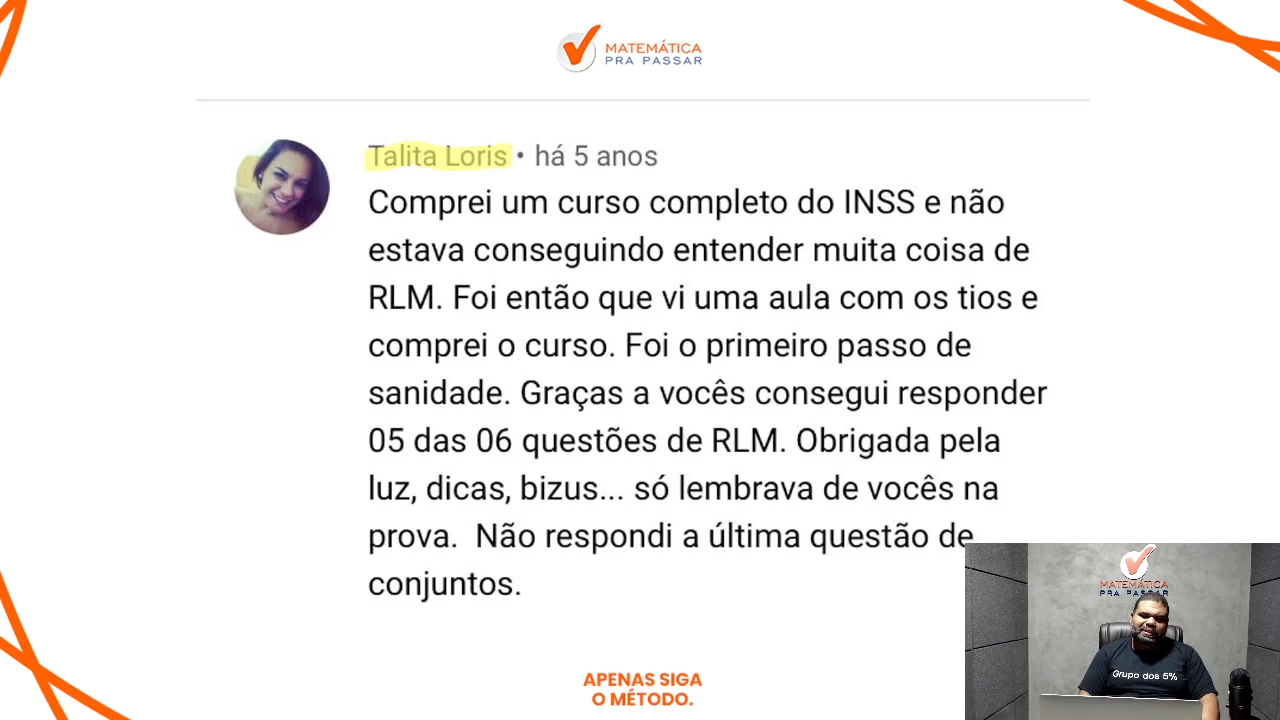 MATEMÁTICA
PRA PASSAR
Talita Loris • há 5 anos
Comprei um curso completo do INSS e não
estava conseguindo entender muita coisa de
RLM. Foi então que vi uma aula com os tios e
comprei o curso. Foi o primeiro passo de
sanidade. Graças a vocês consegui responder
05 das 06 questões de RLM. Obrigada pela
luz, dicas, bizus... só lembrava de vocês na
prova.  Não respondi a última questão de
conjuntos.
MATEMÁTICA
PRA PASSAR
Grupo dos 5%
APENAS SIGA
O MÉTODO.